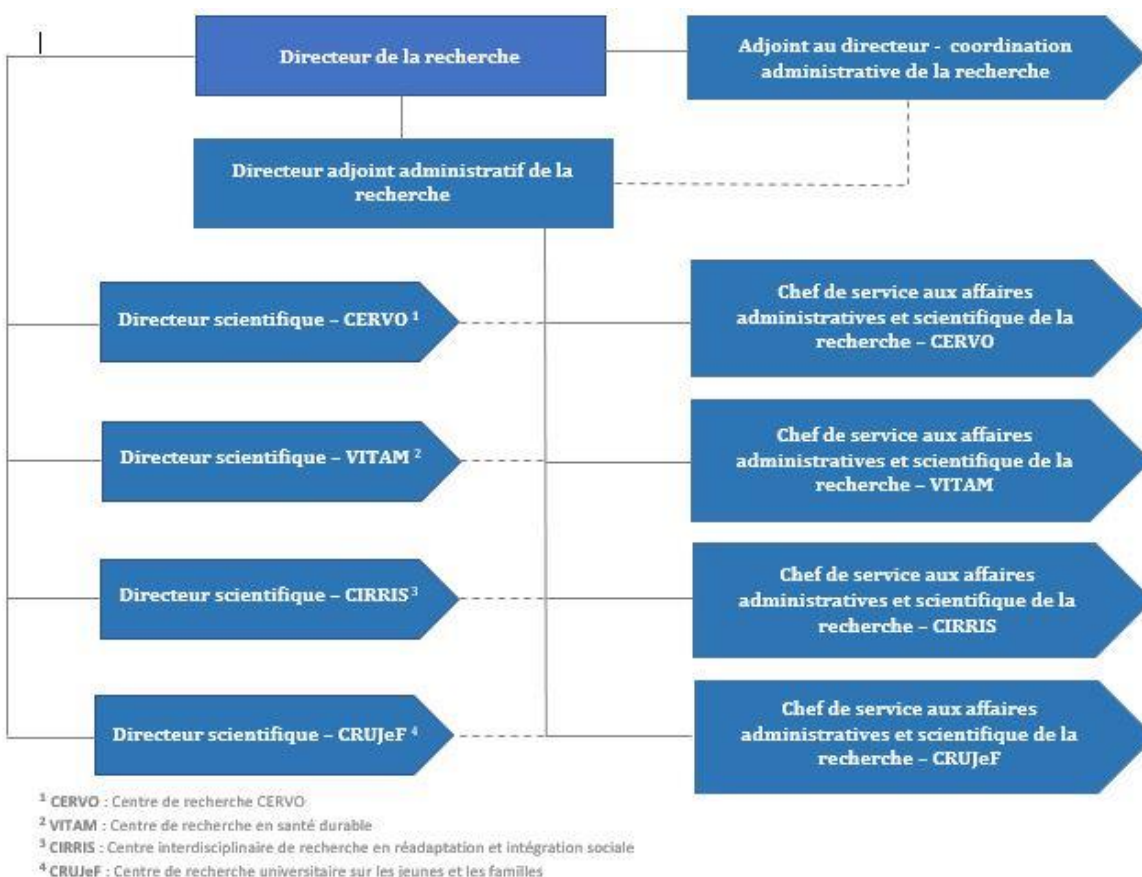 Directeur de la recherche
Adjoint au directeur - coordination
administrative de la recherche
Directeur adjoint administratif de la
recherche
Directeur scientifique – CERVO ¹
Chef de service aux affaires
administratives et scientifique de la
recherche – CERVO
Directeur scientifique – VITAM ²
Chef de service aux affaires
administratives et scientifique de la
recherche – VITAM
Directeur scientifique – CIRRIS ³
Chef de service aux affaires
administratives et scientifique de la
recherche – CIRRIS
Directeur scientifique – CRUJeF ⁴
Chef de service aux affaires
administratives et scientifique de la
recherche – CRUJeF
¹ CERVO : Centre de recherche CERVO
² VITAM : Centre de recherche en santé durable
³ CIRRIS : Centre interdisciplinaire de recherche en réadaptation et intégration sociale
⁴ CRUJeF : Centre de recherche universitaire sur les jeunes et les familles